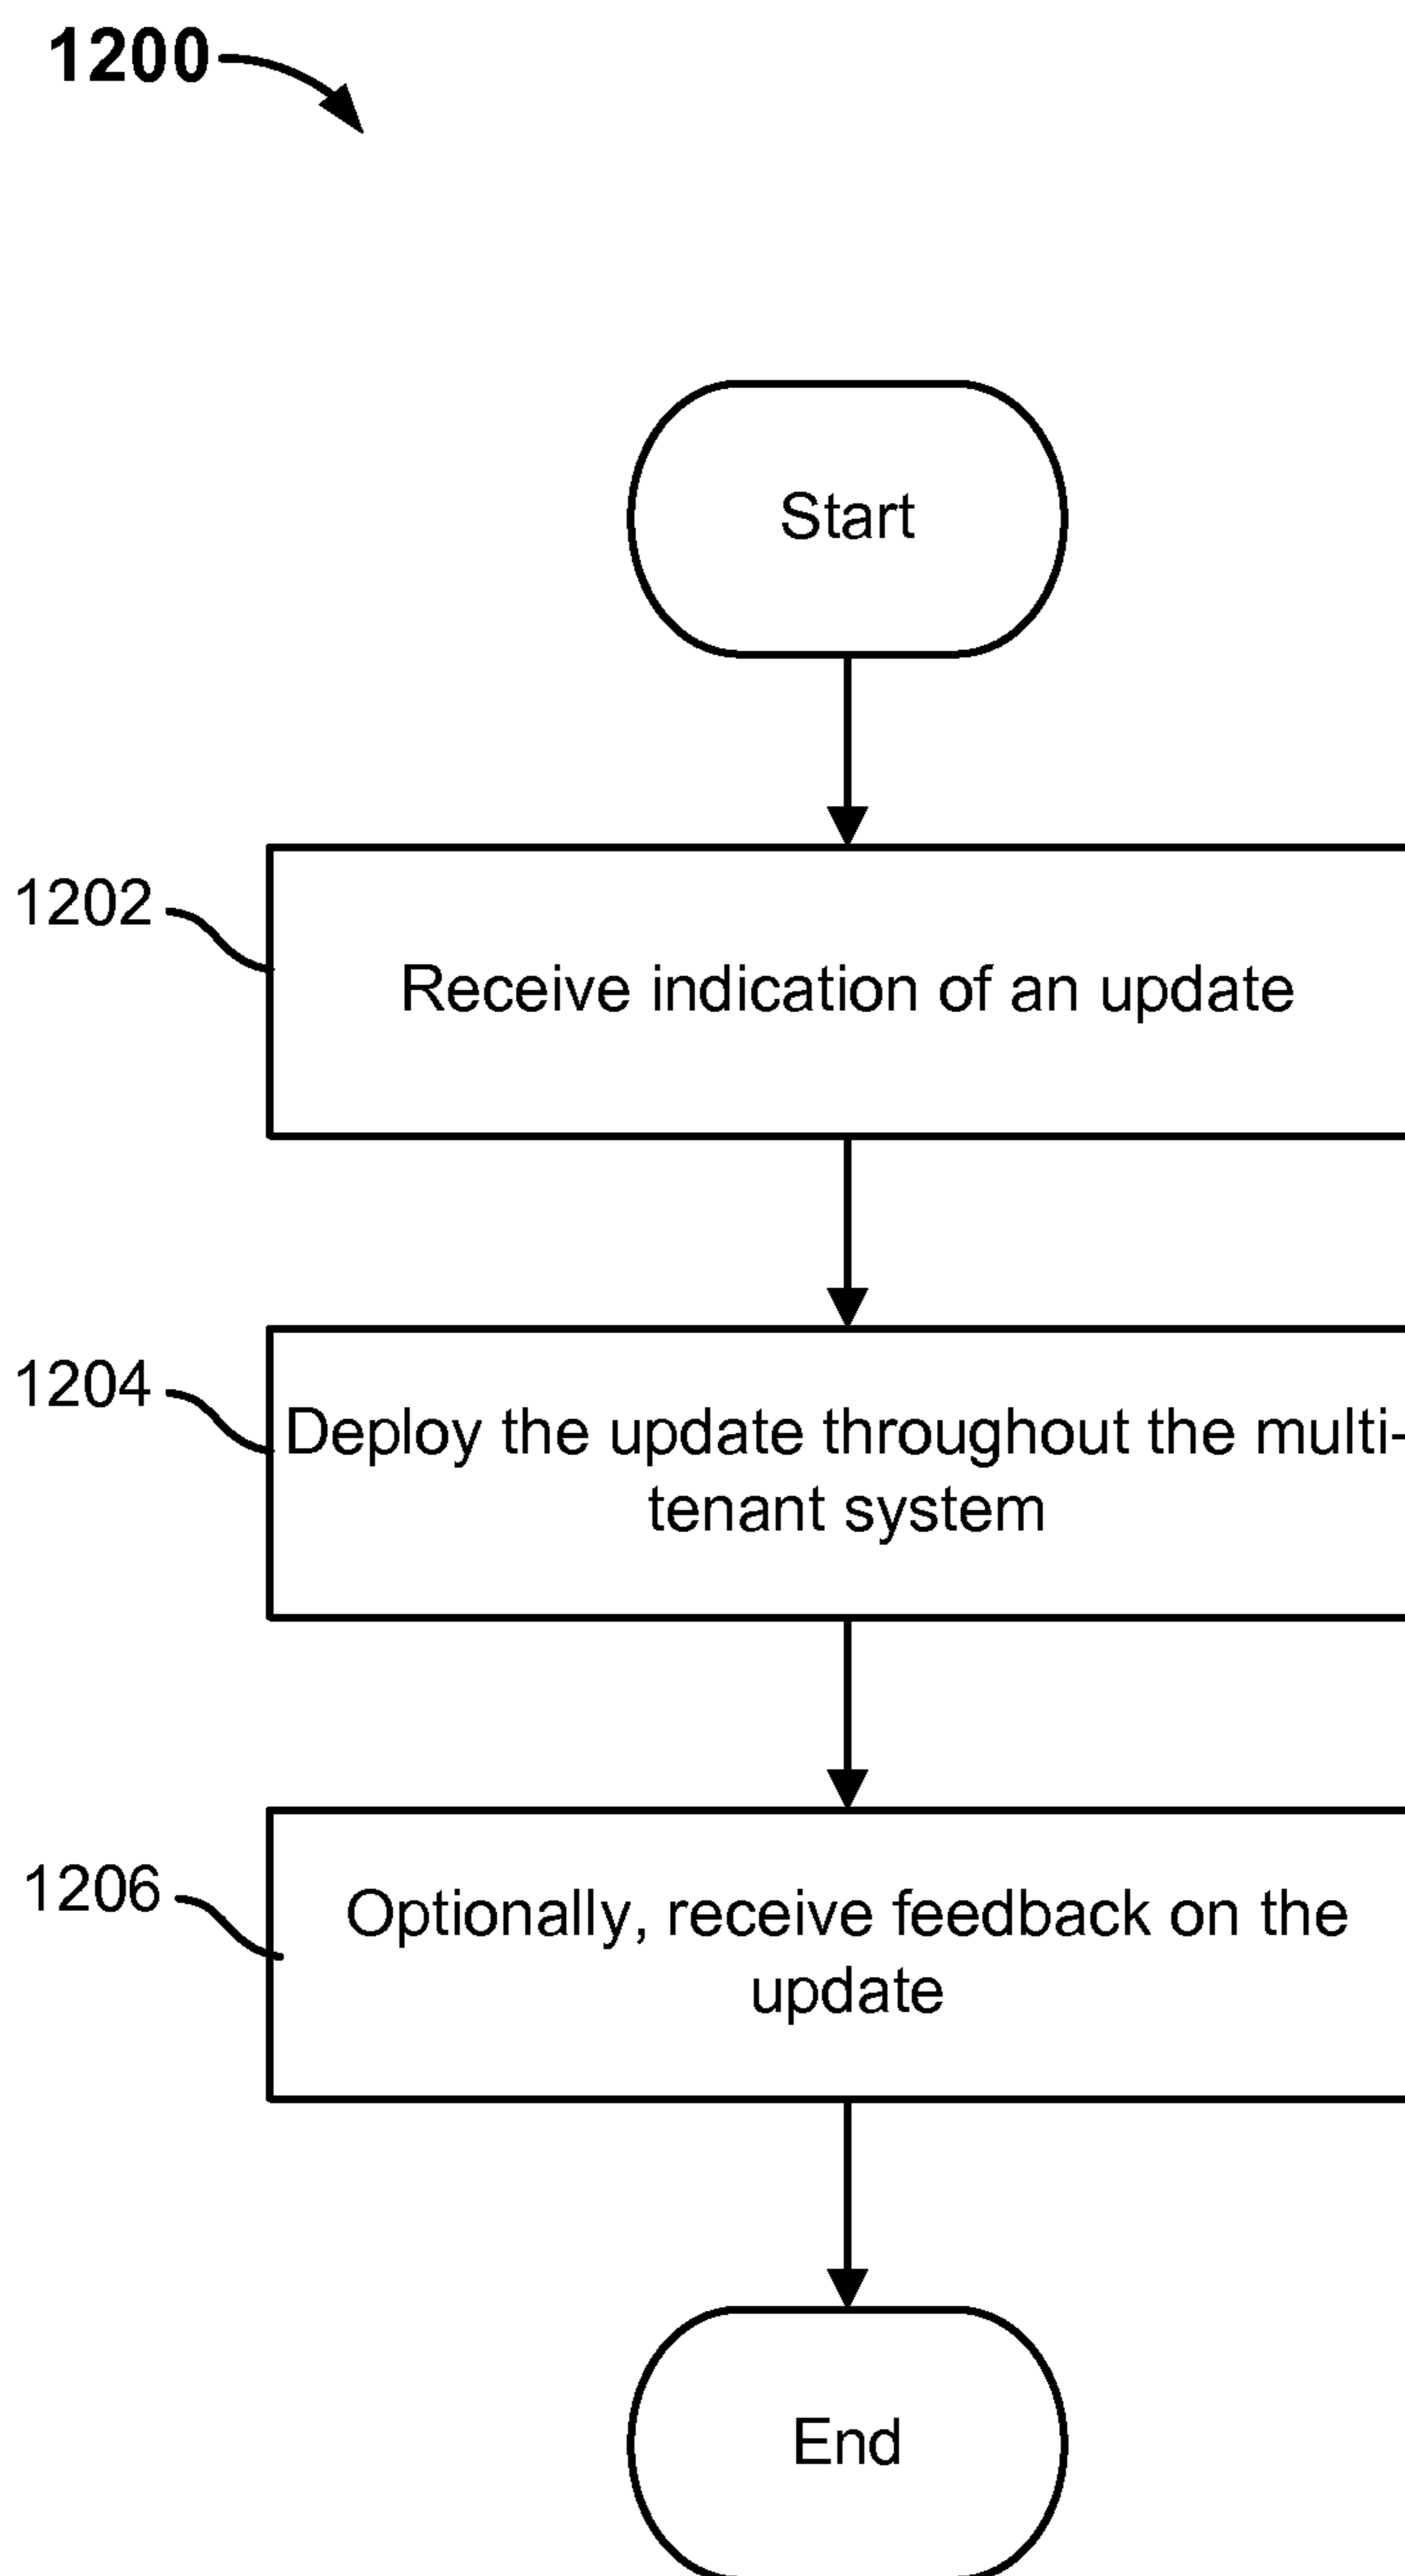 1200
Start
1202
Receive indication of an update
1204
Deploy the update throughout the multi-
tenant system
1206
Optionally, receive feedback on the
update
End